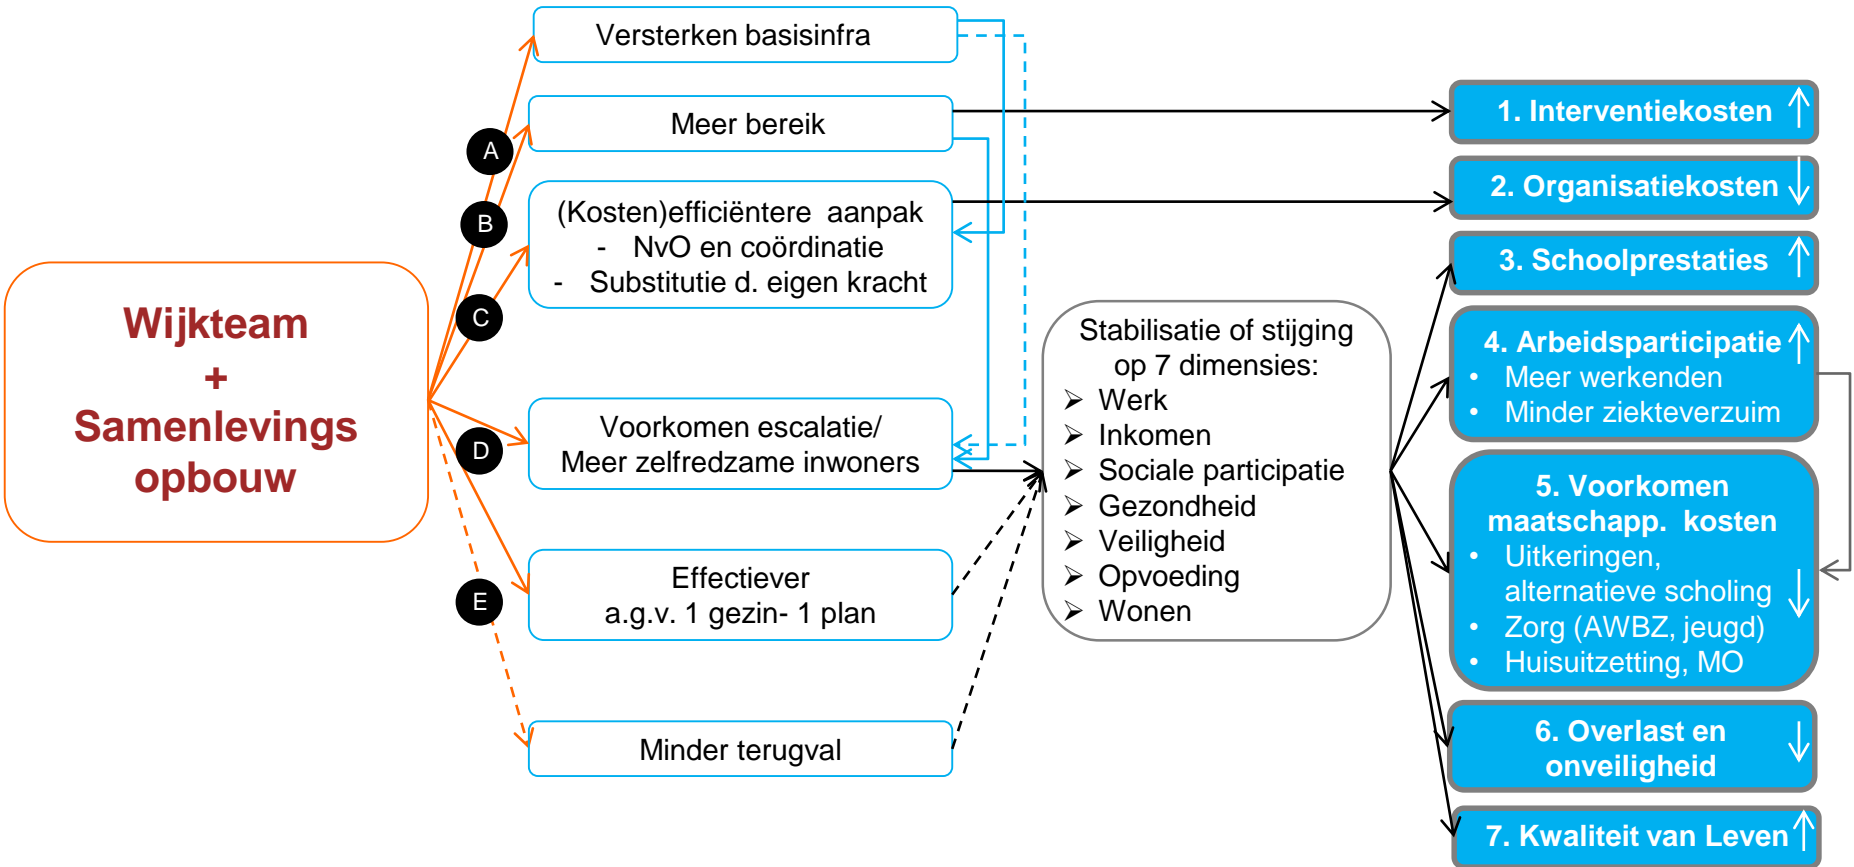 Wijkteam
+
Samenlevings
opbouw
A
B
C
D
E
Versterken basisinfra
Meer bereik
(Kosten)efficiëntere aanpak
- NvO en coördinatie
- Substitutie d. eigen kracht
Voorkomen escalatie/
Meer zelfredzame inwoners
Effectiever
a.g.v. 1 gezin- 1 plan
Minder terugval
Stabilisatie of stijging
op 7 dimensies:
➢ Werk
➢ Inkomen
➢ Sociale participatie
➢ Gezondheid
➢ Veiligheid
➢ Opvoeding
➢ Wonen
1. Interventiekosten
2. Organisatiekosten
3. Schoolprestaties
4. Arbeidsparticipatie
• Meer werkenden
• Minder ziekteverzuim
5. Voorkomen
maatschapp. kosten
• Uitkeringen,
alternatieve scholing
• Zorg (AWBZ, jeugd)
• Huisuitzetting, MO
6. Overlast en
onveiligheid
7. Kwaliteit van Leven